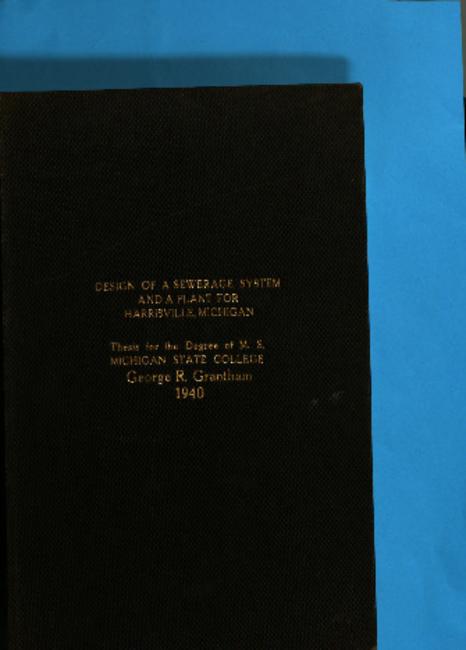 DESIGN OF A SEWERAGE SYSTEM
AND A PLANT FOR
HARRISVILLE, MICHIGAN
Thesis for the Degree of M. S.
MICHIGAN STATE COLLEGE
George R. Grantham
1940